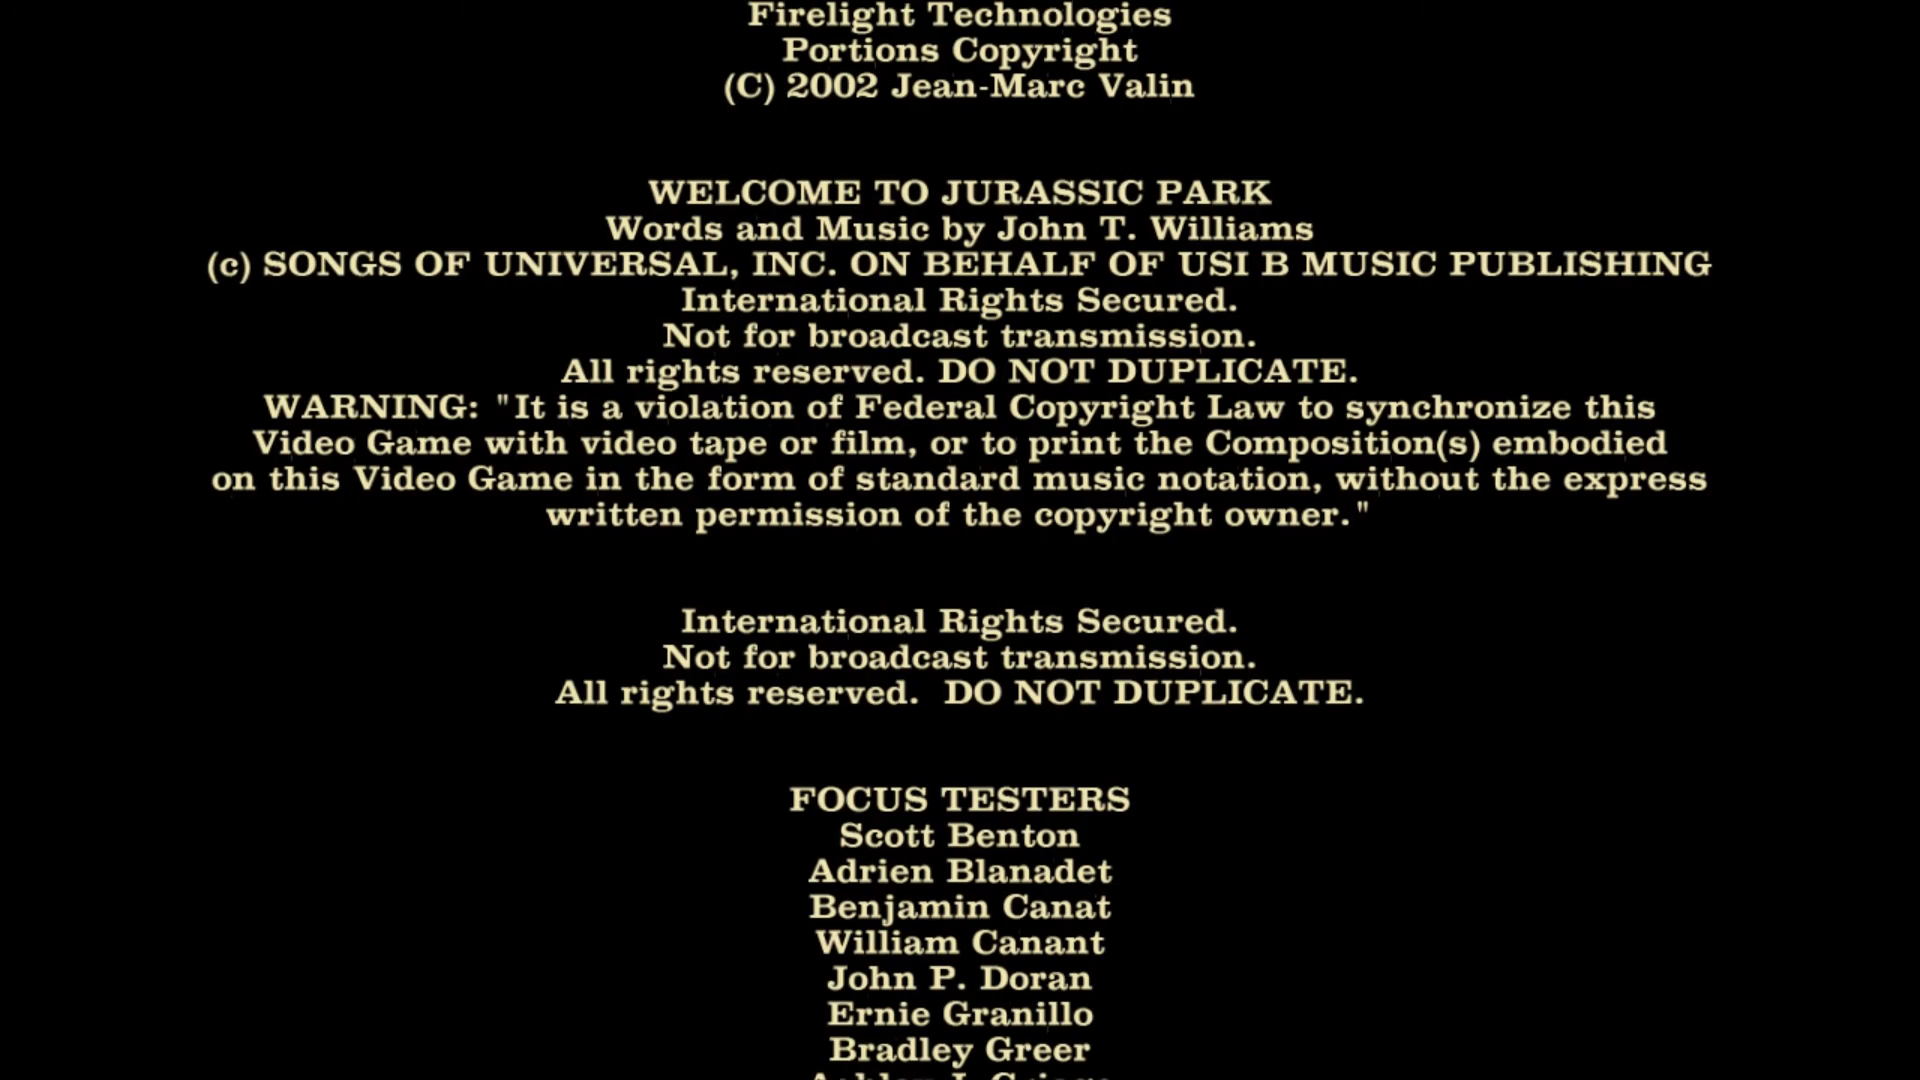 Firelight Technologies
Portions Copyright
(C) 2002 Jean-Marc Valin
WELCOME TO JURASSIC PARK
Words and Music by John T. Williams
(c) SONGS OF UNIVERSAL, INC. ON BEHALF OF USI B MUSIC PUBLISHING
International Rights Secured.
Not for broadcast transmission.
All rights reserved. DO NOT DUPLICATE.
WARNING: "It is a violation of Federal Copyright Law to synchronize this
Video Game with video tape or film, or to print the Composition(s) embodied
on this Video Game in the form of standard music notation, without the express
written permission of the copyright owner."
International Rights Secured.
Not for broadcast transmission.
All rights reserved.  DO NOT DUPLICATE.
FOCUS TESTERS
Scott Benton
Adrien Blanadet
Benjamin Canat
William Canant
John P. Doran
Ernie Granillo
Bradley Greer